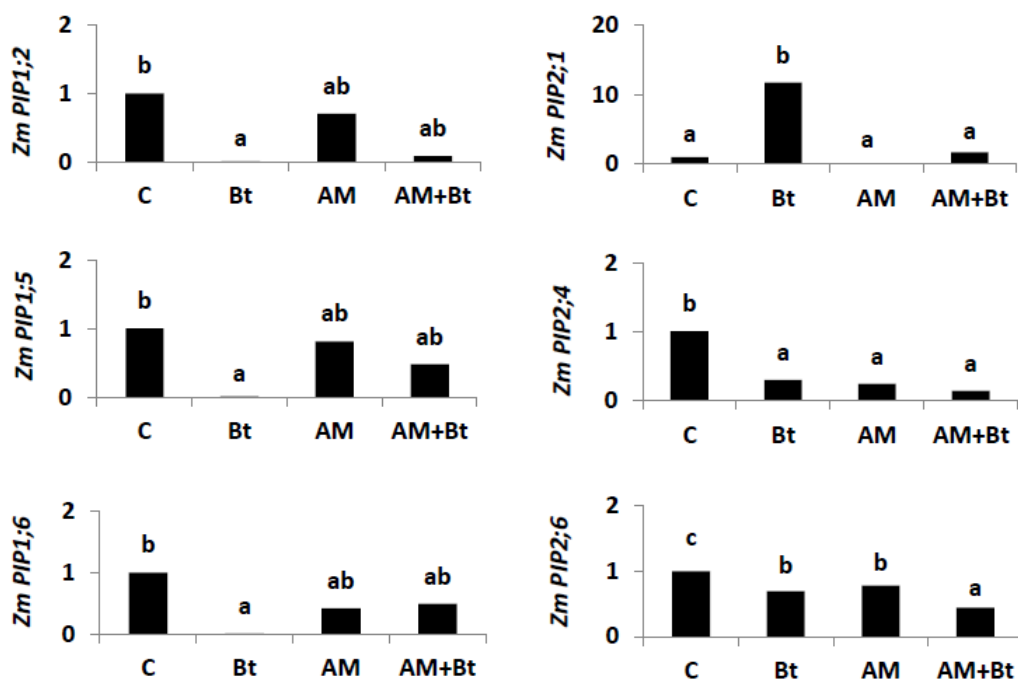 Zm PIP1;2
2
1
0
b
a
ab
ab
C Bt AM AM+Bt
Zm PIP2;1
20
10
0
a
b
a
a
C Bt AM AM+Bt
Zm PIP1;5
2
1
0
b
a
ab
ab
C Bt AM AM+Bt
Zm PIP2;4
2
1
0
b
a
a
a
C Bt AM AM+Bt
Zm PIP1;6
2
1
0
b
a
ab
ab
C Bt AM AM+Bt
Zm PIP2;6
2
1
0
c
b
b
a
C Bt AM AM+Bt